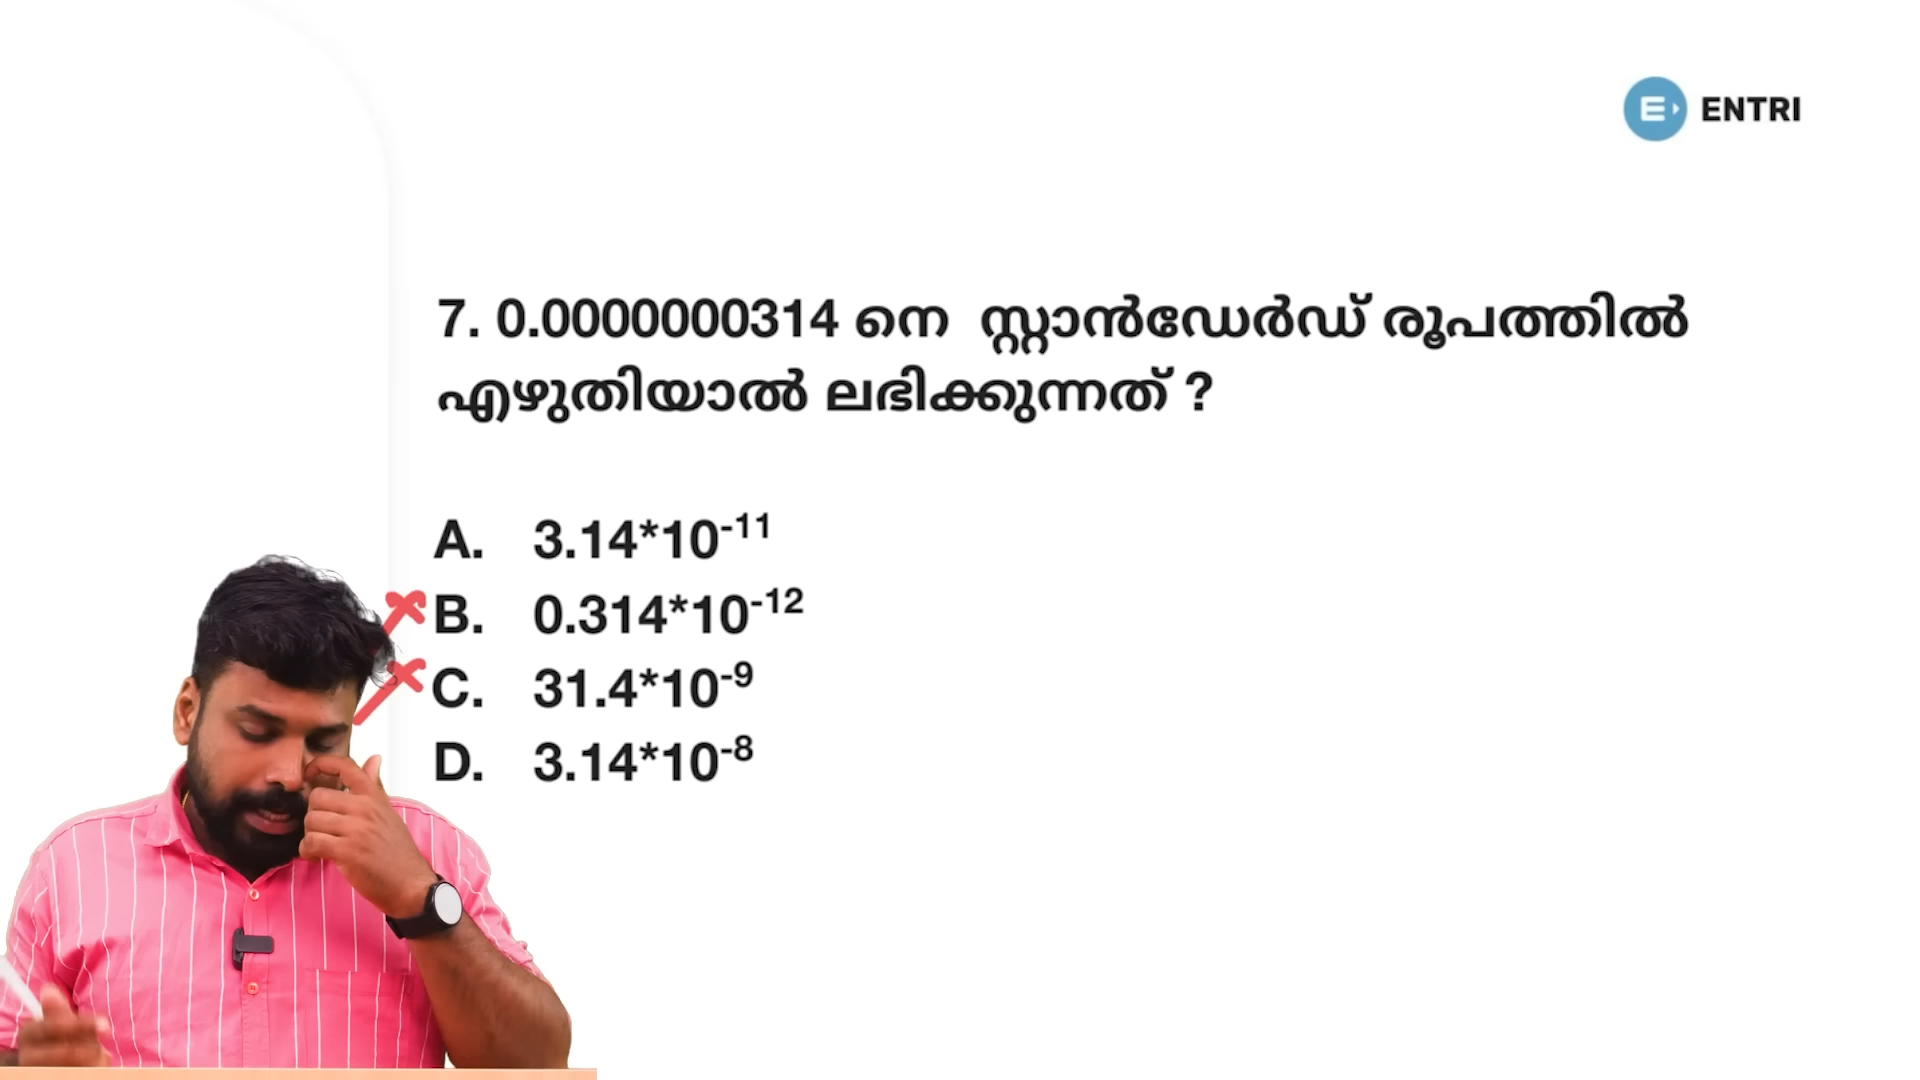 ENTRI
7. 0.0000000314 നെ സ്റ്റാൻഡേർഡ് രൂപത്തിൽ
എഴുതിയാൽ ലഭിക്കുന്നത് ?
A. 3.14*10⁻¹¹
B. 0.314*10⁻¹²
C. 31.4*10⁻⁹
D. 3.14*10⁻⁸